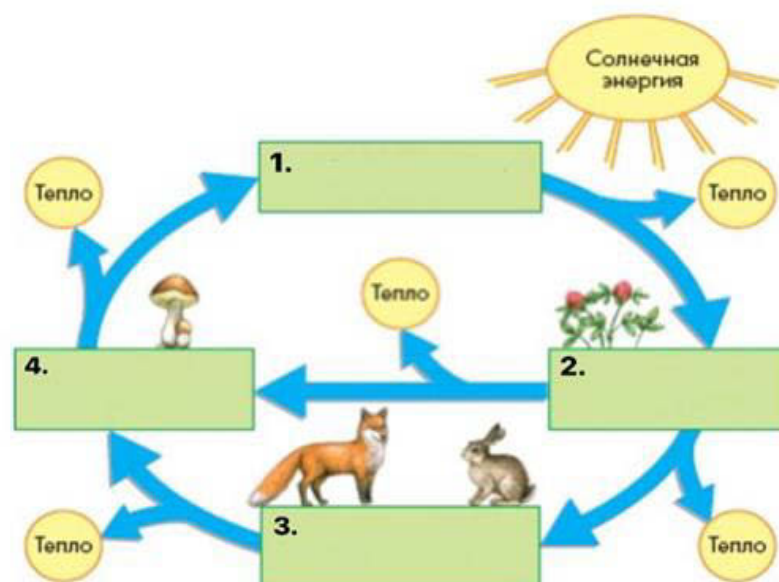 Солнечная
энергия
1.
Тепло
Тепло
Тепло
4.
2.
3.
Тепло
Тепло